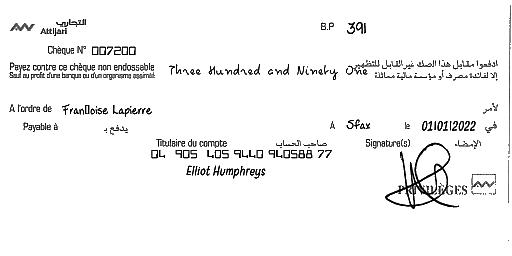 التجاري
Attijari
B.P 391
Chèque N° 007200
Payez contre ce chèque non endossable
Sauf au profit d'une banque ou d'un organisme assimilé
Three Hundred and Ninety One
ادفعوا مقابل هذا الصك غير القابل للتظهير
إلا لفائدة مصرف أو مؤسسة مالية مماثلة
A l'ordre de Fran▯oise Lapierre لأمر
Payable à يدفع بـ A Sfax le 01/01/2022 في
Titulaire du compte صاحب الحساب Signature(s) الإمضاء
04 905 405 9440 940588 77
Elliot Humphreys
PRIVILÈGES